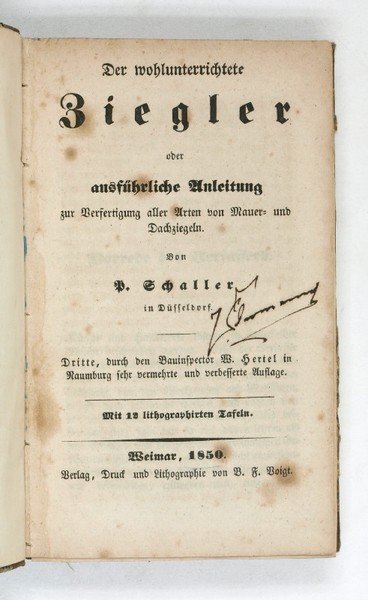 Der wohlunterrichtete
Ziegler
oder
ausführliche Anleitung
zur Verfertigung aller Arten von Mauer- und
Dachziegeln.
Von
P. Schaller
in Düsseldorf.
Dritte, durch den Bauinspector W. Hertel in
Naumburg sehr vermehrte und verbesserte Auflage.
Mit 12 lithographirten Tafeln.
Weimar, 1850.
Verlag, Druck und Lithographie von B. F. Voigt.